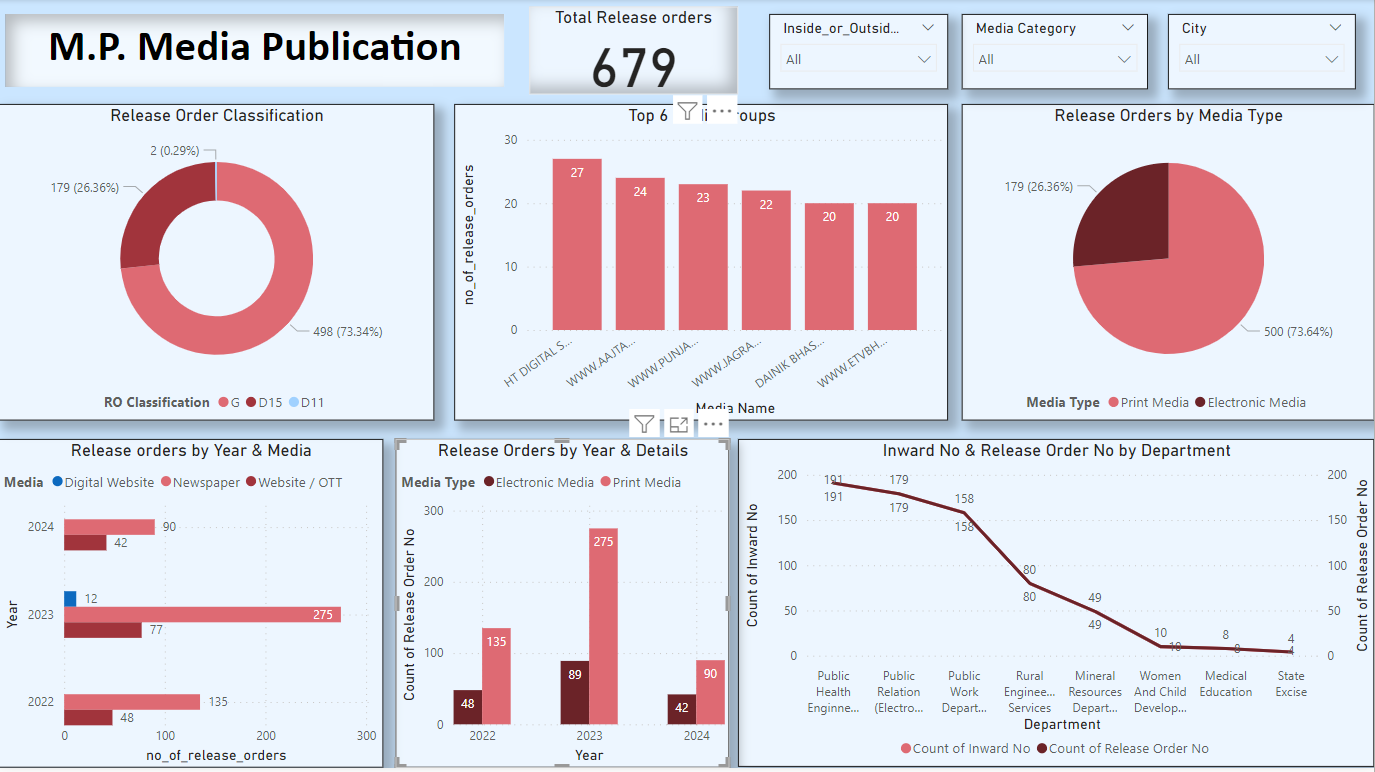 M.P. Media Publication
Total Release orders
679
Inside_or_Outsid...
All
Media Category
All
City
All
Release Order Classification
2 (0.29%)
179 (26.36%)
498 (73.34%)
RO Classification G D15 D11
Top 6
groups
no_of_release_orders
30
20
10
0
27
24
23
22
20
20
HT DIGITAL S...
WWW.AAJTA...
WWW.PUNJA...
WWW.JAGRA...
DAINIK BHAS...
WWW.ETVBH...
Media Name
Release Orders by Media Type
179 (26.36%)
500 (73.64%)
Media Type Print Media Electronic Media
Release orders by Year & Media
Media Digital Website Newspaper Website / OTT
Year
2024
90
42
2023
12
275
77
2022
135
48
0 100 200 300
no_of_release_orders
Release Orders by Year & Details
Media Type Electronic Media Print Media
Count of Release Order No
300
200
100
0
48
135
89
275
42
90
2022 2023 2024
Year
Inward No & Release Order No by Department
Count of Inward No
200
150
100
50
0
191
191
179
179
158
158
80
80
49
49
10
10
8
8
4
4
200
150
100
50
0
Count of Release Order No
Public
Health
Enginne...
Public
Relation
(Electro...
Public
Work
Depart...
Rural
Enginee...
Services
Mineral
Resources
Depart...
Women
And Child
Develop...
Medical
Education
State
Excise
Department
Count of Inward No Count of Release Order No